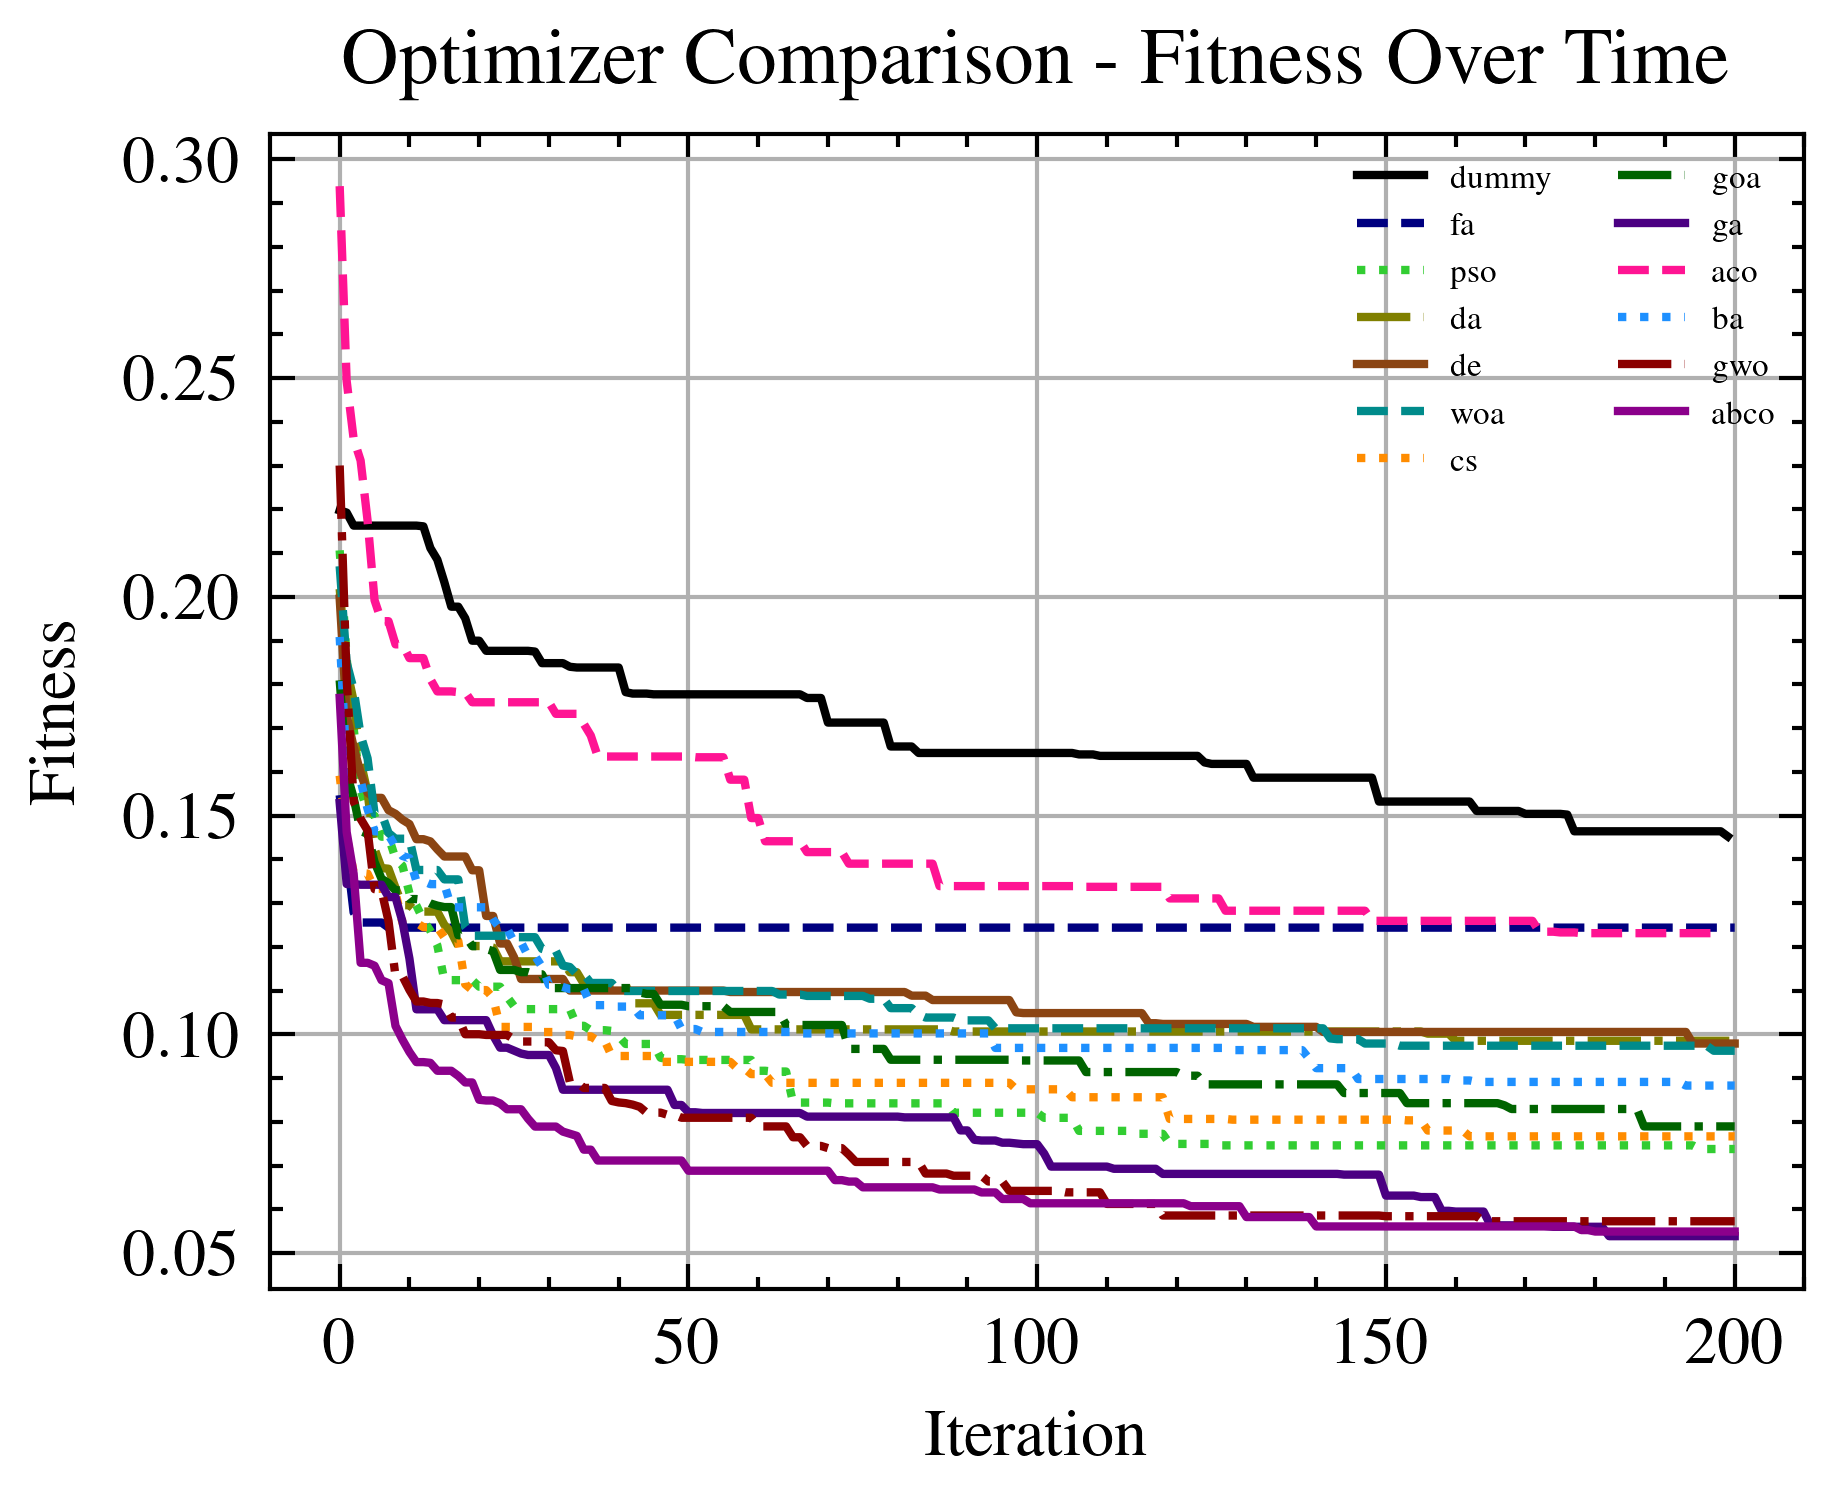 Optimizer Comparison - Fitness Over Time
0.30
0.25
0.20
0.15
0.10
0.05
Fitness
dummy
fa
pso
da
de
woa
cs
goa
ga
aco
ba
gwo
abco
0 50 100 150 200
Iteration